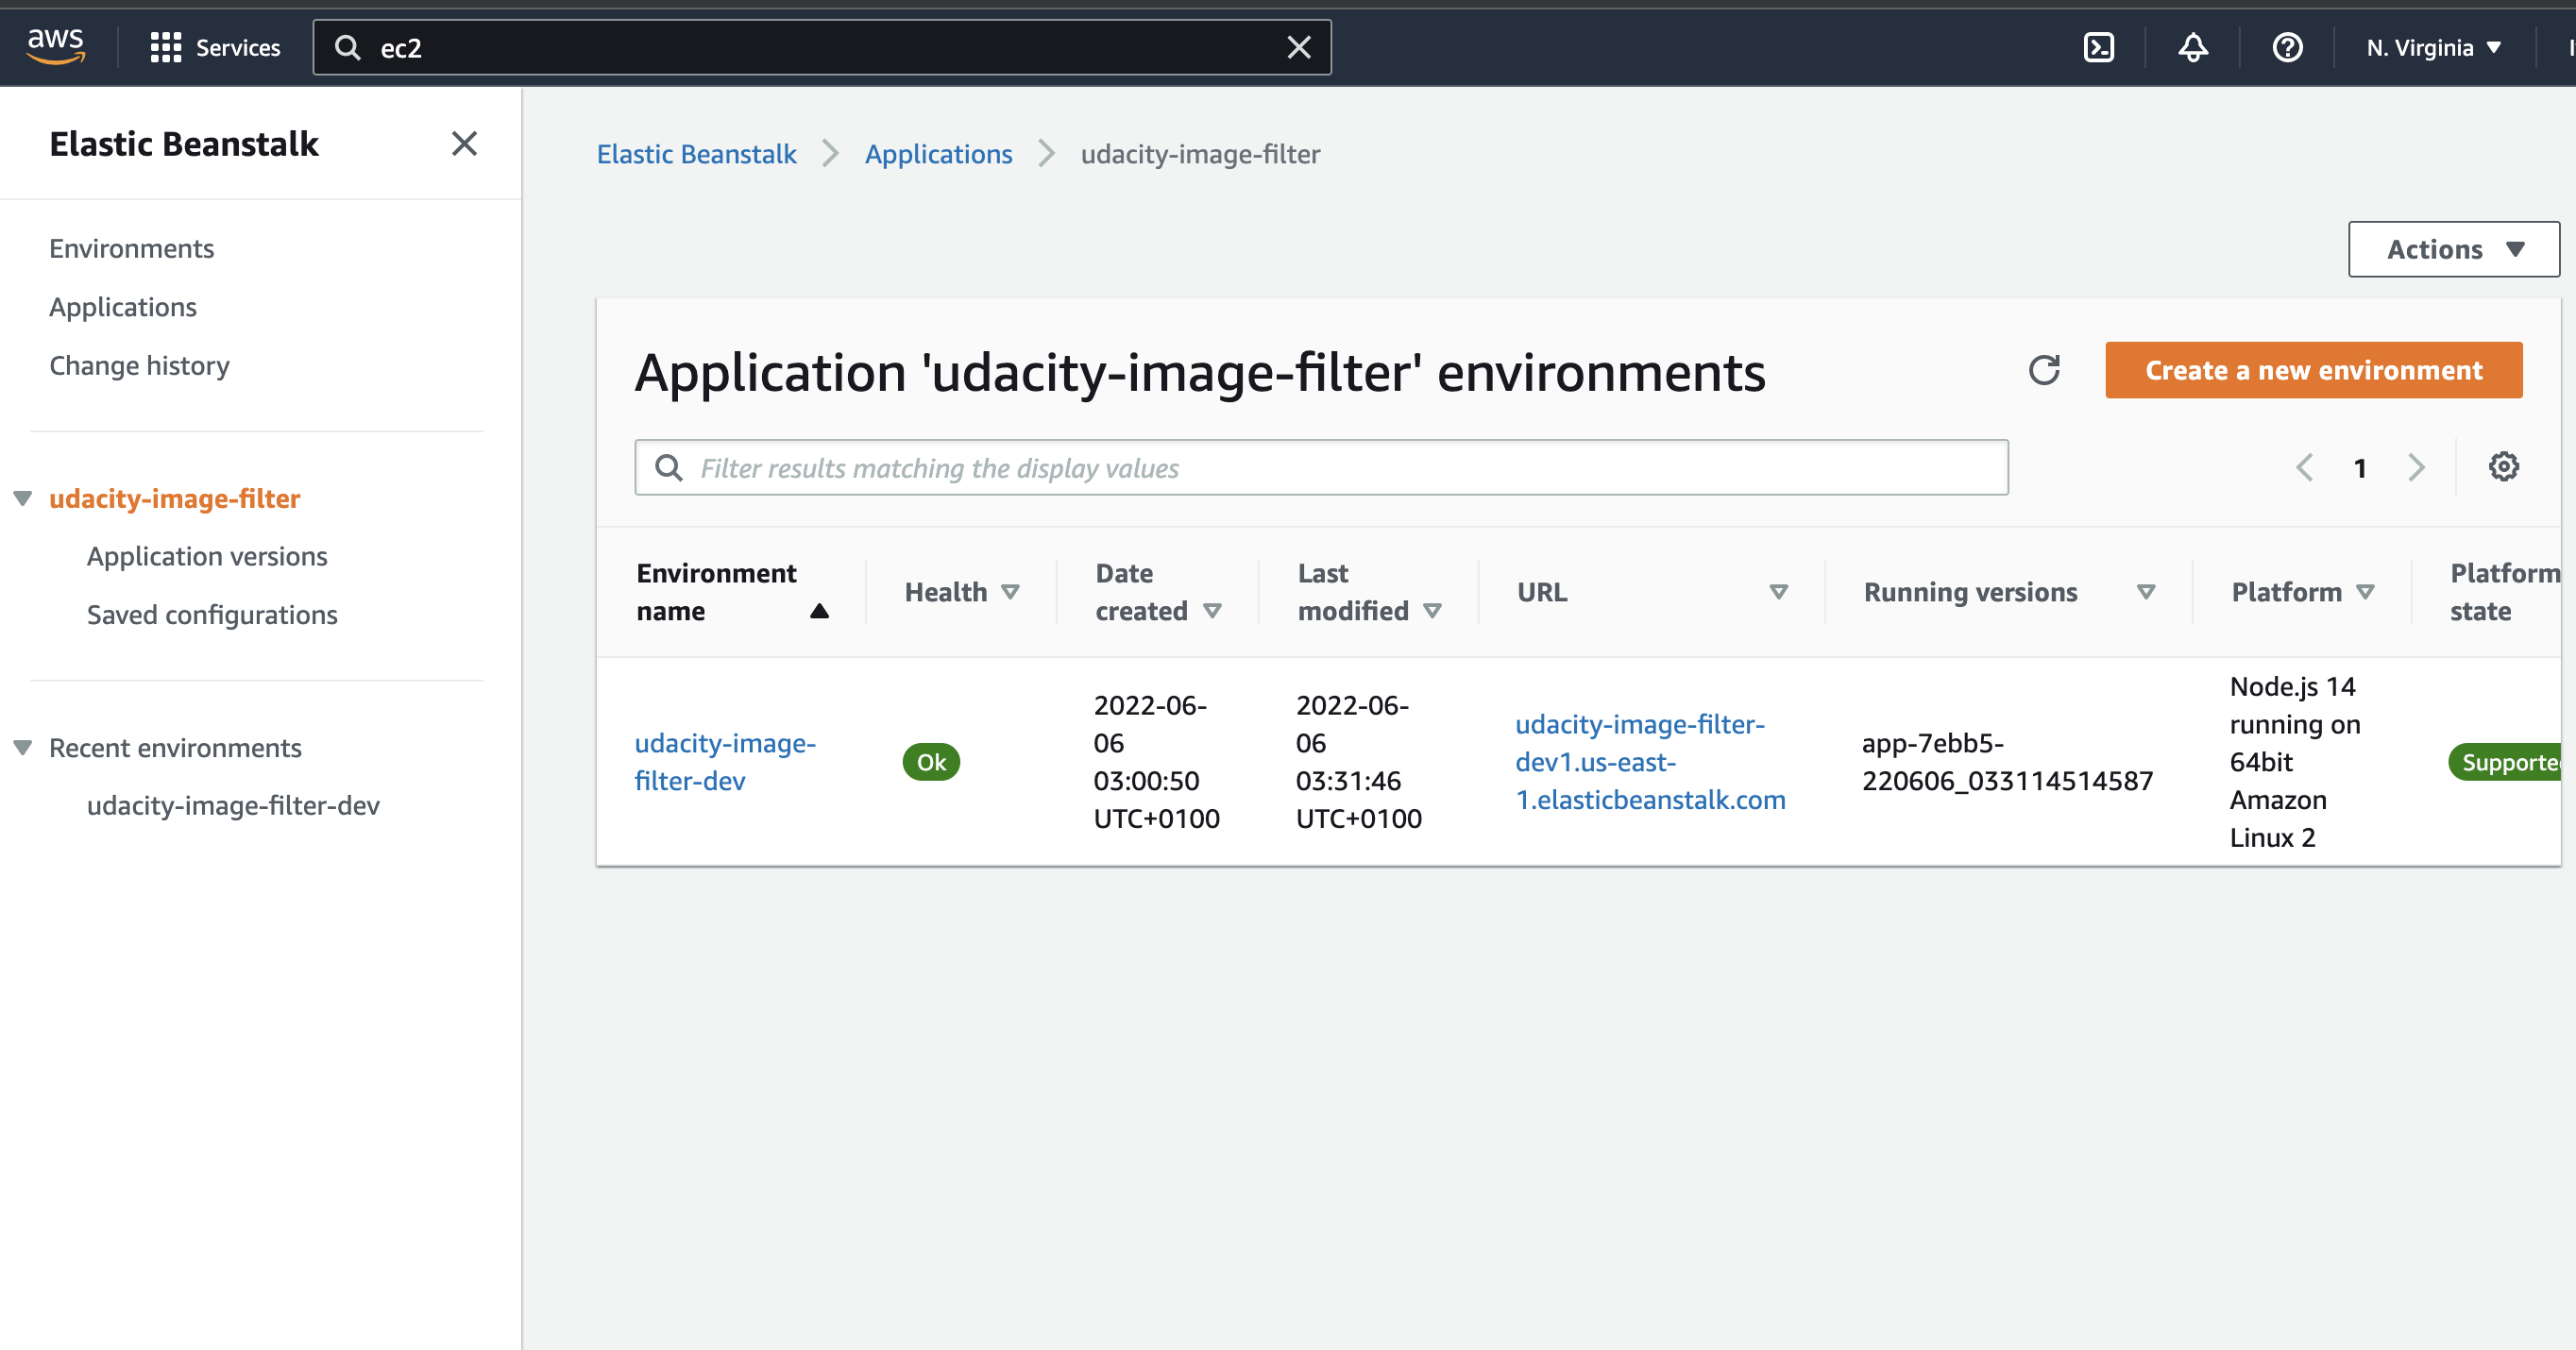 aws
Services
ec2
N. Virginia
Elastic Beanstalk
Environments
Applications
Change history
udacity-image-filter
Application versions
Saved configurations
Recent environments
udacity-image-filter-dev
Elastic Beanstalk
Applications
udacity-image-filter
Actions
Application 'udacity-image-filter' environments
Create a new environment
Filter results matching the display values
1
Environment
name
Health
Date
created
Last
modified
URL
Running versions
Platform
Platform
state
udacity-image-
filter-dev
Ok
2022-06-
06
03:00:50
UTC+0100
2022-06-
06
03:31:46
UTC+0100
udacity-image-filter-
dev1.us-east-
1.elasticbeanstalk.com
app-7ebb5-
220606_033114514587
Node.js 14
running on
64bit
Amazon
Linux 2
Supported